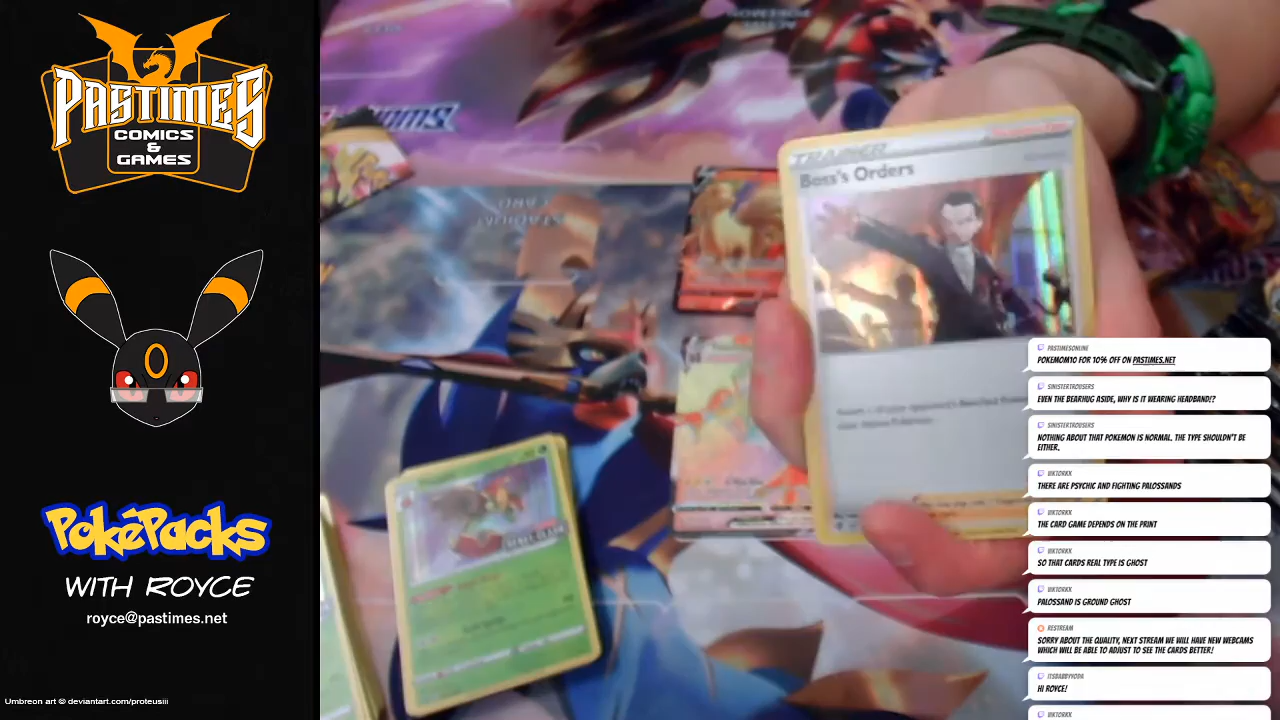 PASTIMES
COMICS
&
GAMES
PokéPacks
WITH ROYCE
royce@pastimes.net
Umbreon art @ deviantart.com/proteusiii
TRAINER
Boss's Orders
STADIUM
CARD
PASTIMESONLINE
POKEMOM10 FOR 10% OFF ON PASTIMES.NET
SINISTERTROUSERS
EVEN THE BEARHUG ASIDE, WHY IS IT WEARING HEADBAND!?
SINISTERTROUSERS
NOTHING ABOUT THAT POKEMON IS NORMAL. THE TYPE SHOULDN'T BE
EITHER.
VIKTORXX
THERE ARE PSYCHIC AND FIGHTING PALOSSANDS
VIKTORXX
THE CARD GAME DEPENDS ON THE PRINT
VIKTORXX
SO THAT CARDS REAL TYPE IS GHOST
VIKTORXX
PALOSSAND IS GROUND GHOST
RESTREAM
SORRY ABOUT THE QUALITY, NEXT STREAM WE WILL HAVE NEW WEBCAMS
WHICH WILL BE ABLE TO ADJUST TO SEE THE CARDS BETTER!
ITSBABBYYODA
HI ROYCE!
VIKTORXX